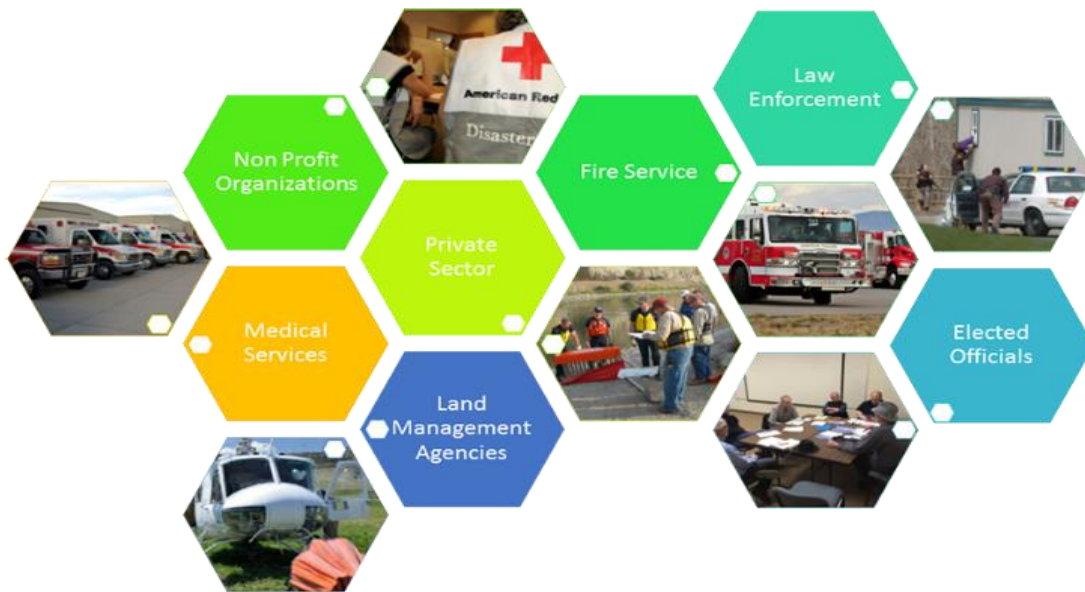 American Red
Disaster
Law
Enforcement
Non Profit
Organizations
Fire Service
Private
Sector
Medical
Services
Elected
Officials
Land
Management
Agencies